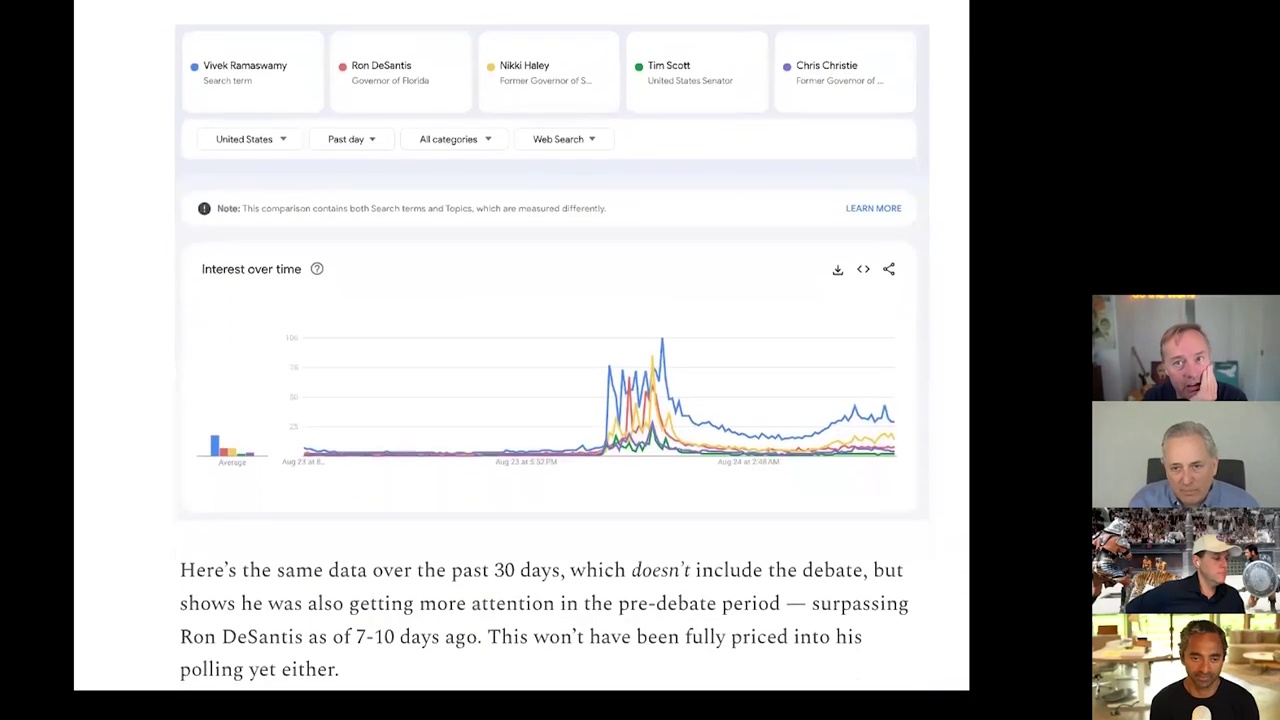 Vivek Ramaswamy
Search term
Ron DeSantis
Governor of Florida
Nikki Haley
Former Governor of S...
Tim Scott
United States Senator
Chris Christie
Former Governor of ...
United States
Past day
All categories
Web Search
Note: This comparison contains both Search terms and Topics, which are measured differently.
LEARN MORE
Interest over time
100
75
50
25
Average
Aug 23 at 8...
Aug 23 at 5:52 PM
Aug 24 at 2:48 AM
Here's the same data over the past 30 days, which doesn't include the debate, but
shows he was also getting more attention in the pre-debate period — surpassing
Ron DeSantis as of 7-10 days ago. This won't have been fully priced into his
polling yet either.